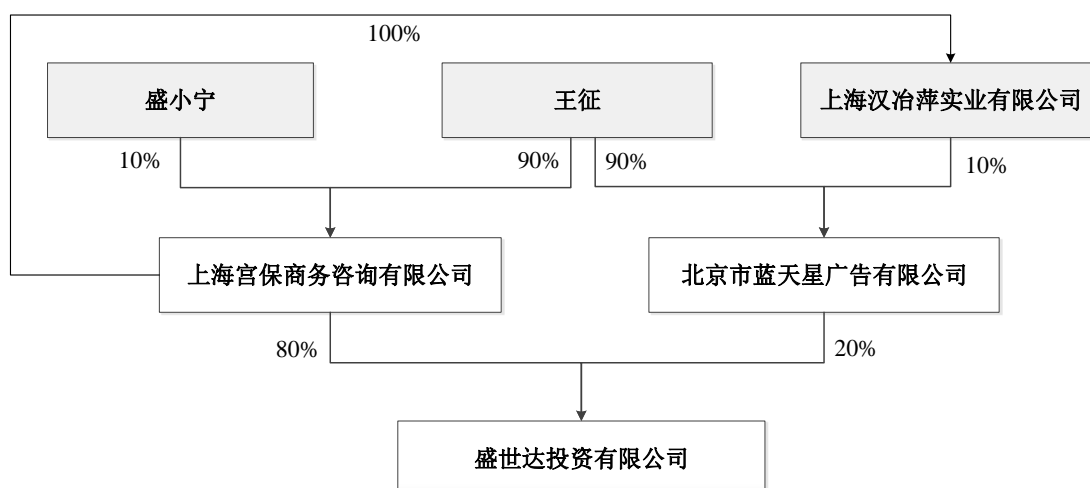 100%
盛小宁
王征
上海汉冶萍实业有限公司
10%
90%
90%
10%
上海宫保商务咨询有限公司
北京市蓝天星广告有限公司
80%
20%
盛世达投资有限公司